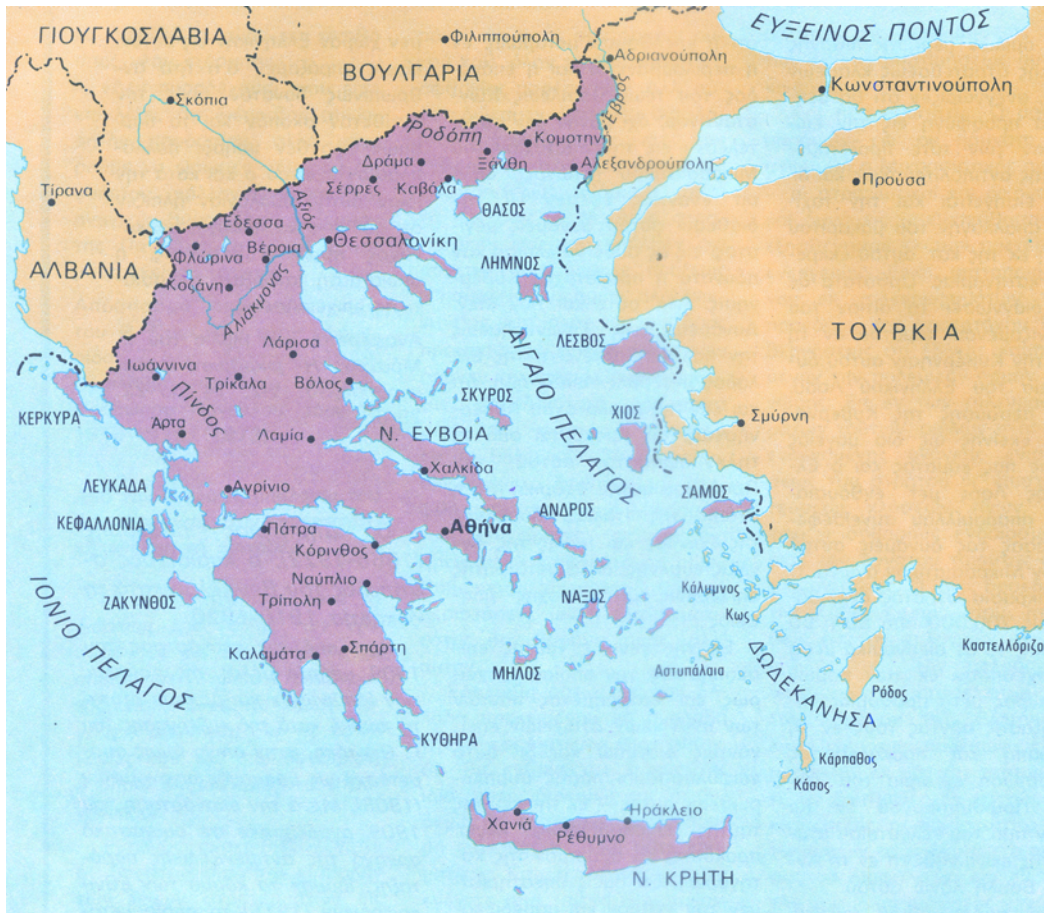 ΓΙΟΥΓΚΟΣΛΑΒΙΑ
Φιλιππούπολη
ΕΥΞΕΙΝΟΣ ΠΟΝΤΟΣ
Αδριανούπολη
ΒΟΥΛΓΑΡΙΑ
Κωνσταντινούπολη
Σκόπια
Έβρος
Ροδόπη
Κομοτηνή
Δράμα
Ξάνθη
Αλεξανδρούπολη
Τίρανα
Σέρρες
Καβάλα
Προύσα
Αξιός
ΘΑΣΟΣ
Εδεσσα
Θεσσαλονίκη
Φλώρινα
Βέροια
ΑΛΒΑΝΙΑ
ΛΗΜΝΟΣ
Κοζάνη
Αλιάκμονας
ΤΟΥΡΚΙΑ
ΛΕΣΒΟΣ
Λάρισα
ΑΙΓΑΙΟ ΠΕΛΑΓΟΣ
Ιωάννινα
Τρίκαλα
Βόλος
Πίνδος
ΣΚΥΡΟΣ
ΚΕΡΚΥΡΑ
ΧΙΟΣ
Σμύρνη
Αρτα
Λαμία
Ν. ΕΥΒΟΙΑ
Χαλκίδα
ΛΕΥΚΑΔΑ
Αγρίνιο
ΣΑΜΟΣ
ΑΝΔΡΟΣ
ΚΕΦΑΛΛΟΝΙΑ
Πάτρα
Αθήνα
Κόρινθος
Ναύπλιο
Κάλυμνος
ΖΑΚΥΝΘΟΣ
Τρίπολη
ΝΑΞΟΣ
Κως
ΙΟΝΙΟ ΠΕΛΑΓΟΣ
Καστελλόριζο
Καλαμάτα
Σπάρτη
ΜΗΛΟΣ
Αστυπάλαια
ΔΩΔΕΚΑΝΗΣΑ
Ρόδος
ΚΥΘΗΡΑ
Κάρπαθος
Κάσος
Χανιά
Ηράκλειο
Ρέθυμνο
Ν. ΚΡΗΤΗ